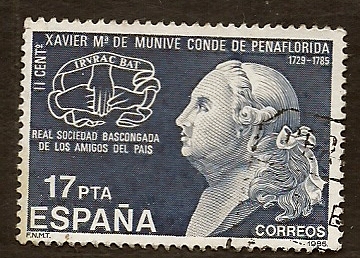 II CENTº
XAVIER Mª DE MUNIVE CONDE DE PEÑAFLORIDA
1729-1785
IRVRAC BAT
REAL SOCIEDAD BASCONGADA
DE LOS AMIGOS DEL PAIS
17 PTA
ESPAÑA
CORREOS
F.N.M.T.
1985